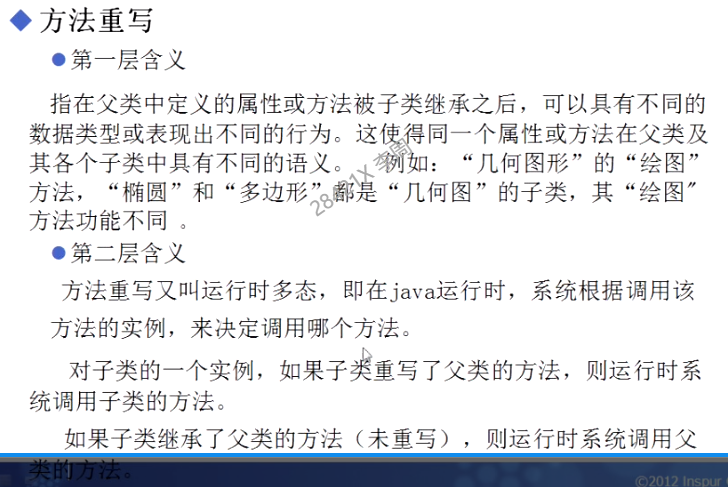 方法重写
第一层含义
指在父类中定义的属性或方法被子类继承之后，可以具有不同的
数据类型或表现出不同的行为。这使得同一个属性或方法在父类及
其各个子类中具有不同的语义。 例如：“几何图形”的“绘图”
方法，“椭圆”和“多边形”都是“几何图”的子类，其“绘图″
方法功能不同 。
第二层含义
方法重写又叫运行时多态，即在java运行时，系统根据调用该
方法的实例，来决定调用哪个方法。
对子类的一个实例，如果子类重写了父类的方法，则运行时系
统调用子类的方法。
如果子类继承了父类的方法（未重写），则运行时系统调用父
类的方法。
©2012 Inspur